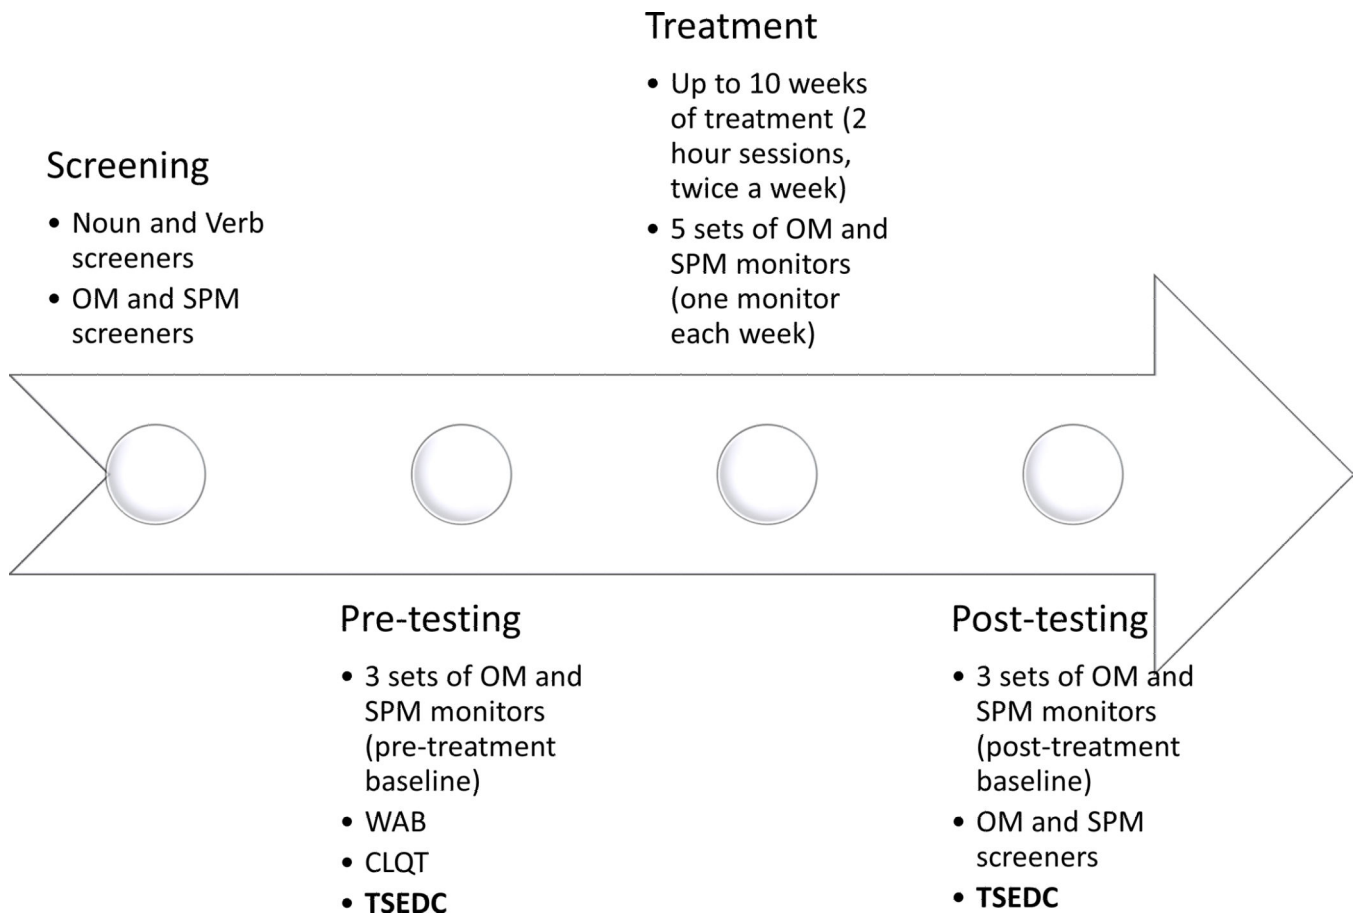 Screening
• Noun and Verb
screeners
• OM and SPM
screeners
Pre-testing
• 3 sets of OM and
SPM monitors
(pre-treatment
baseline)
• WAB
• CLQT
• TSEDC
Treatment
• Up to 10 weeks
of treatment (2
hour sessions,
twice a week)
• 5 sets of OM and
SPM monitors
(one monitor
each week)
Post-testing
• 3 sets of OM and
SPM monitors
(post-treatment
baseline)
• OM and SPM
screeners
• TSEDC